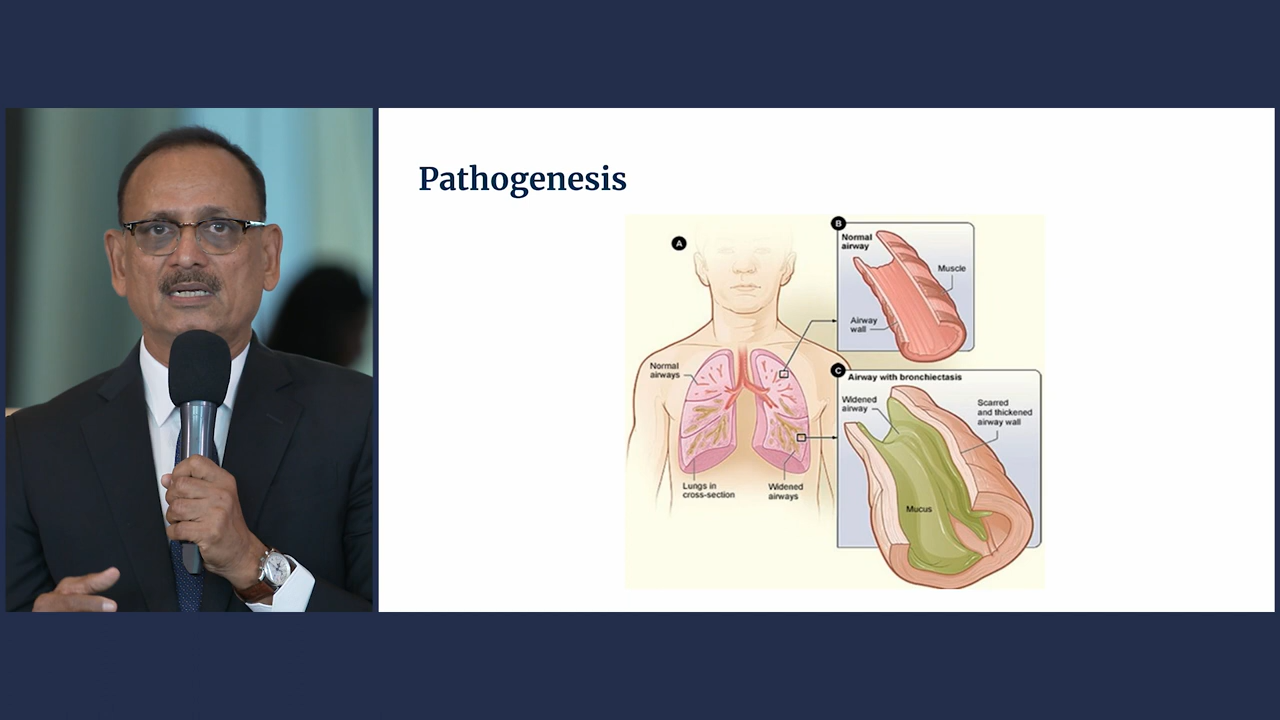 Pathogenesis
A
Normal
airways
Lungs in
cross-section
Widened
airways
B
Normal
airway
Muscle
Airway
wall
C
Airway with bronchiectasis
Widened
airway
Scarred
and thickened
airway wall
Mucus